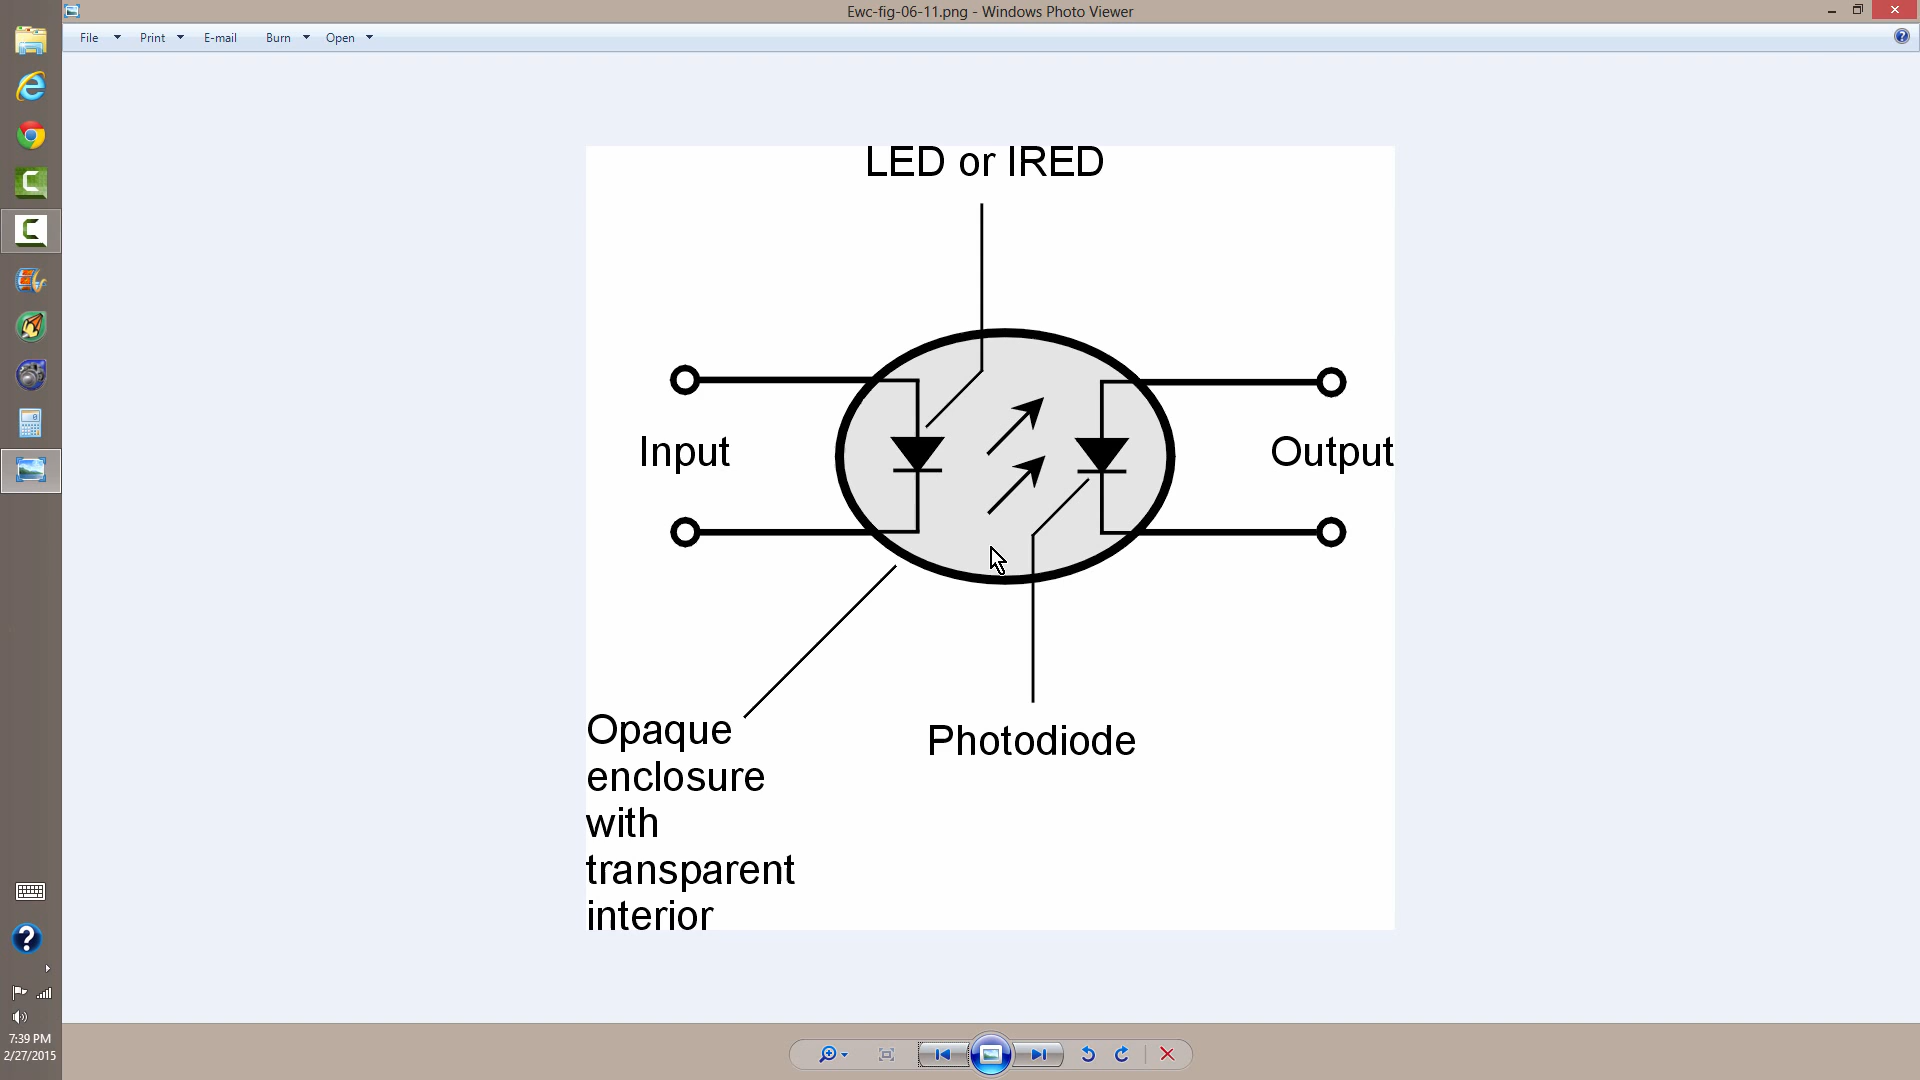 Ewc-fig-06-11.png - Windows Photo Viewer
File Print E-mail Burn Open
LED or IRED
Input
Output
Photodiode
Opaque
enclosure
with
transparent
interior
7:39 PM
2/27/2015